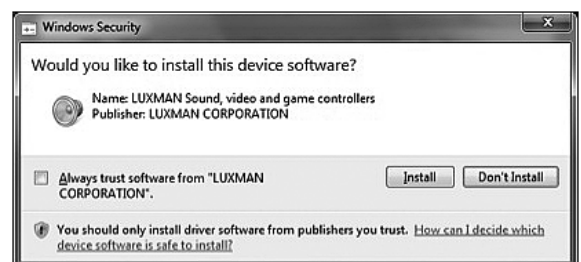 Windows Security
Would you like to install this device software?
Name: LUXMAN Sound, video and game controllers
Publisher: LUXMAN CORPORATION
Always trust software from "LUXMAN
CORPORATION".
Install
Don't Install
You should only install driver software from publishers you trust. How can I decide which
device software is safe to install?